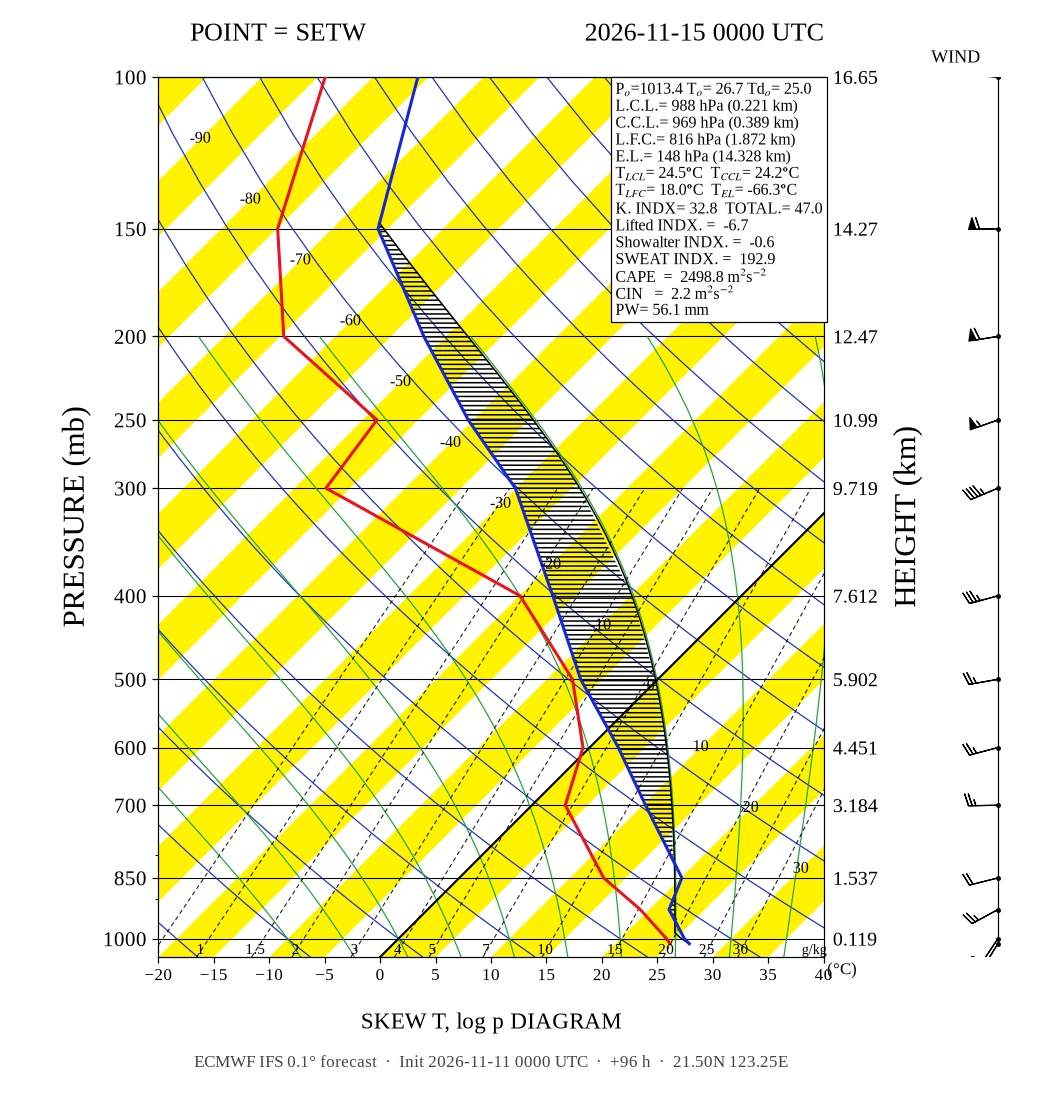 POINT = SETW 2026-11-15 0000 UTC
WIND
100 16.65
P₀=1013.4 T₀= 26.7 Td₀= 25.0
L.C.L.= 988 hPa (0.221 km)
C.C.L.= 969 hPa (0.389 km)
L.F.C.= 816 hPa (1.872 km)
E.L.= 148 hPa (14.328 km)
T_LCL= 24.5°C T_CCL= 24.2°C
T_LFC= 18.0°C T_EL= -66.3°C
K. INDX= 32.8 TOTAL.= 47.0
Lifted INDX. = -6.7
Showalter INDX. = -0.6
SWEAT INDX. = 192.9
CAPE = 2498.8 m²s⁻²
CIN = 2.2 m²s⁻²
PW= 56.1 mm
-90
-80
150 14.27
-70
-60
200 12.47
-50
250 10.99
-40
300 9.719
-30
-20
400 7.612
-10
500 0 5.902
600 10 4.451
700 20 3.184
850 30 1.537
1000 0.119
1 1.5 2 3 4 5 7 10 15 20 25 30 g/kg
−20 −15 −10 −5 0 5 10 15 20 25 30 35 40
(°C)
PRESSURE (mb)
HEIGHT (km)
SKEW T, log p DIAGRAM
ECMWF IFS 0.1° forecast · Init 2026-11-11 0000 UTC · +96 h · 21.50N 123.25E